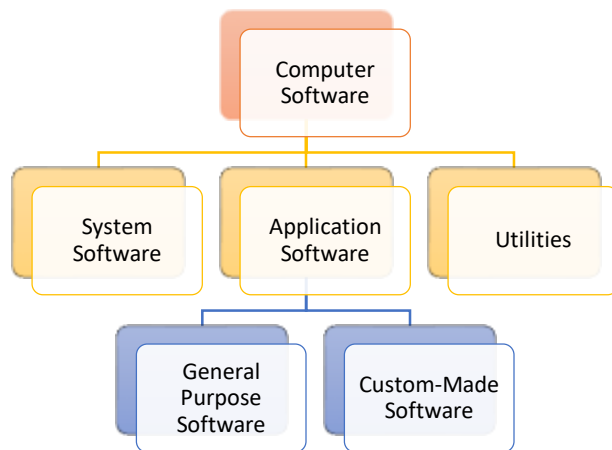 Computer
Software
System
Software
Application
Software
Utilities
General
Purpose
Software
Custom-Made
Software